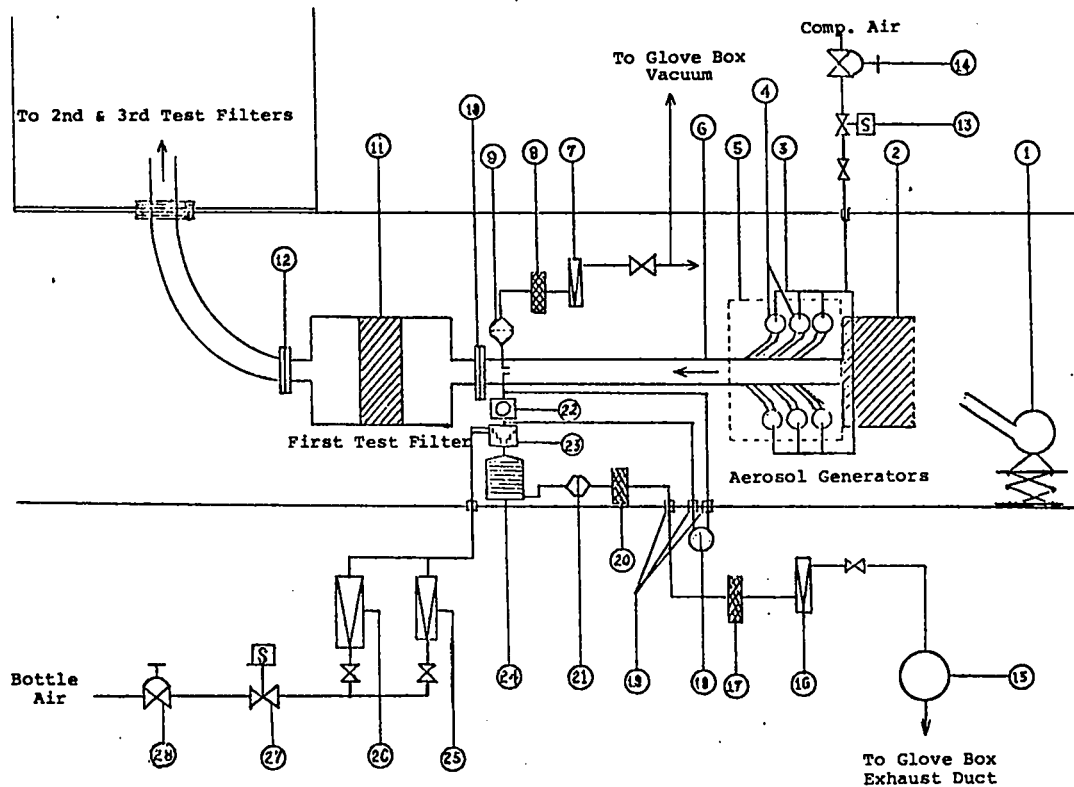 Comp. Air
To Glove Box
Vacuum
14
10
4
To 2nd & 3rd Test Filters
11
9
8
7
6
5
3
13
2
1
S
12
First Test Filter
22
23
Aerosol Generators
20
24
21
19
18
17
16
15
S
Bottle
Air
28
27
26
25
To Glove Box
Exhaust Duct